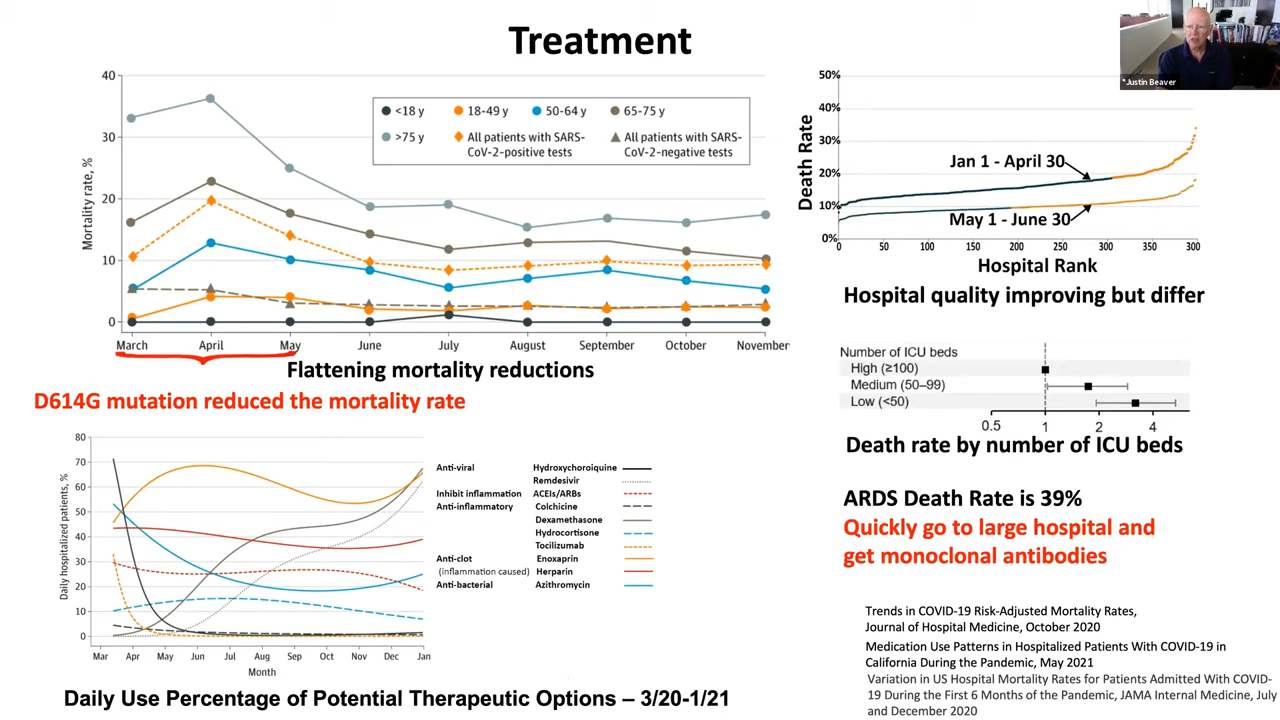 Treatment
*Justin Beaver
40
30
20
10
0
Mortality rate, %
<18 y
18-49 y
50-64 y
65-75 y
>75 y
All patients with SARS-
CoV-2-positive tests
All patients with SARS-
CoV-2-negative tests
March
April
May
June
July
August
September
October
November
Flattening mortality reductions
D614G mutation reduced the mortality rate
50%
40%
30%
20%
10%
0%
Death Rate
Jan 1 - April 30
May 1 - June 30
0
50
100
150
200
250
300
350
300
Hospital Rank
Hospital quality improving but differ
Number of ICU beds
High (≥100)
Medium (50–99)
Low (<50)
0.5
1
2
4
Death rate by number of ICU beds
80
70
60
50
40
30
20
10
0
Daily hospitalized patients, %
Mar
Apr
May
Jun
Jul
Aug
Sep
Oct
Nov
Dec
Jan
Month
Anti-viral Hydroxychoroiquine
Remdesivir
Inhibit inflammation ACEIs/ARBs
Anti-inflammatory Colchicine
Dexamethasone
Hydrocortisone
Tocilizumab
Anti-clot Enoxaprin
(inflammation caused) Herparin
Anti-bacterial Azithromycin
Daily Use Percentage of Potential Therapeutic Options – 3/20-1/21
ARDS Death Rate is 39%
Quickly go to large hospital and
get monoclonal antibodies
Trends in COVID-19 Risk-Adjusted Mortality Rates,
Journal of Hospital Medicine, October 2020
Medication Use Patterns in Hospitalized Patients With COVID-19 in
California During the Pandemic, May 2021
Variation in US Hospital Mortality Rates for Patients Admitted With COVID-
19 During the First 6 Months of the Pandemic, JAMA Internal Medicine, July
and December 2020